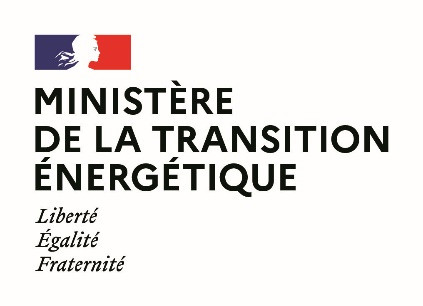 MINISTÈRE
DE LA TRANSITION
ÉNERGÉTIQUE
Liberté
Égalité
Fraternité